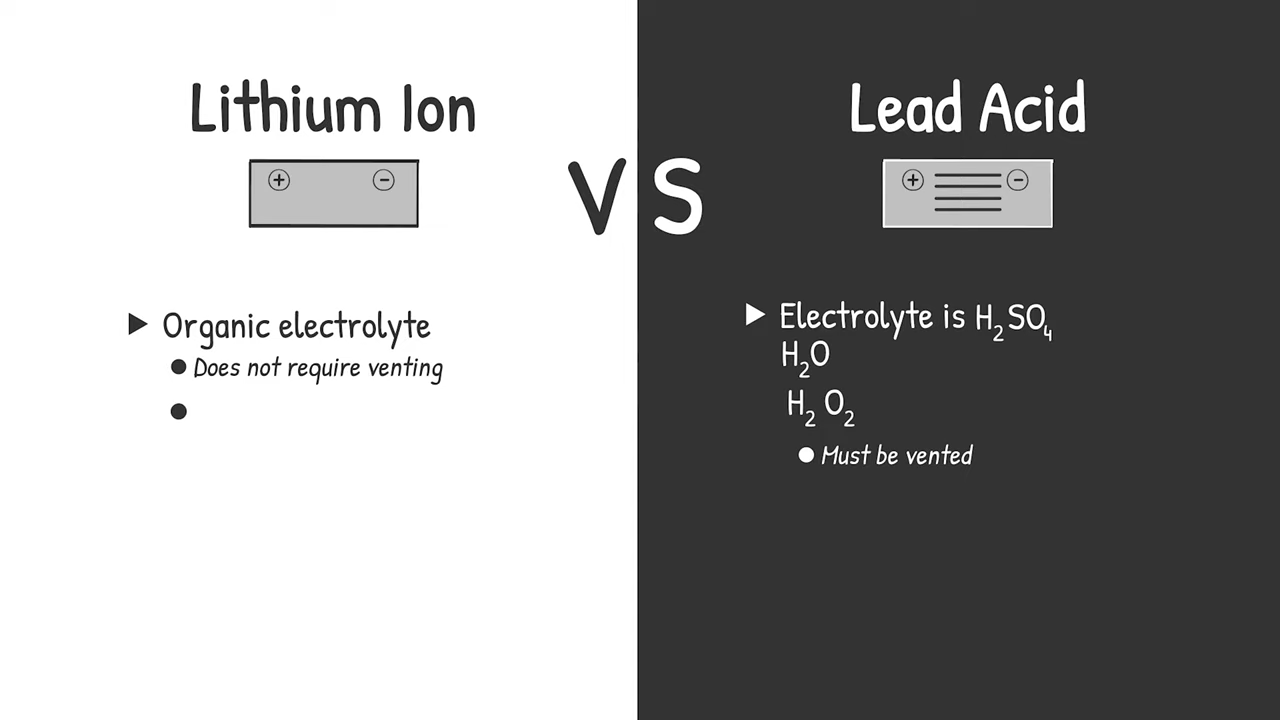 Lithium Ion
+ −
▶ Organic electrolyte
● Does not require venting
●
VS
Lead Acid
+ −
▶ Electrolyte is H₂SO₄
H₂O
H₂ O₂
● Must be vented